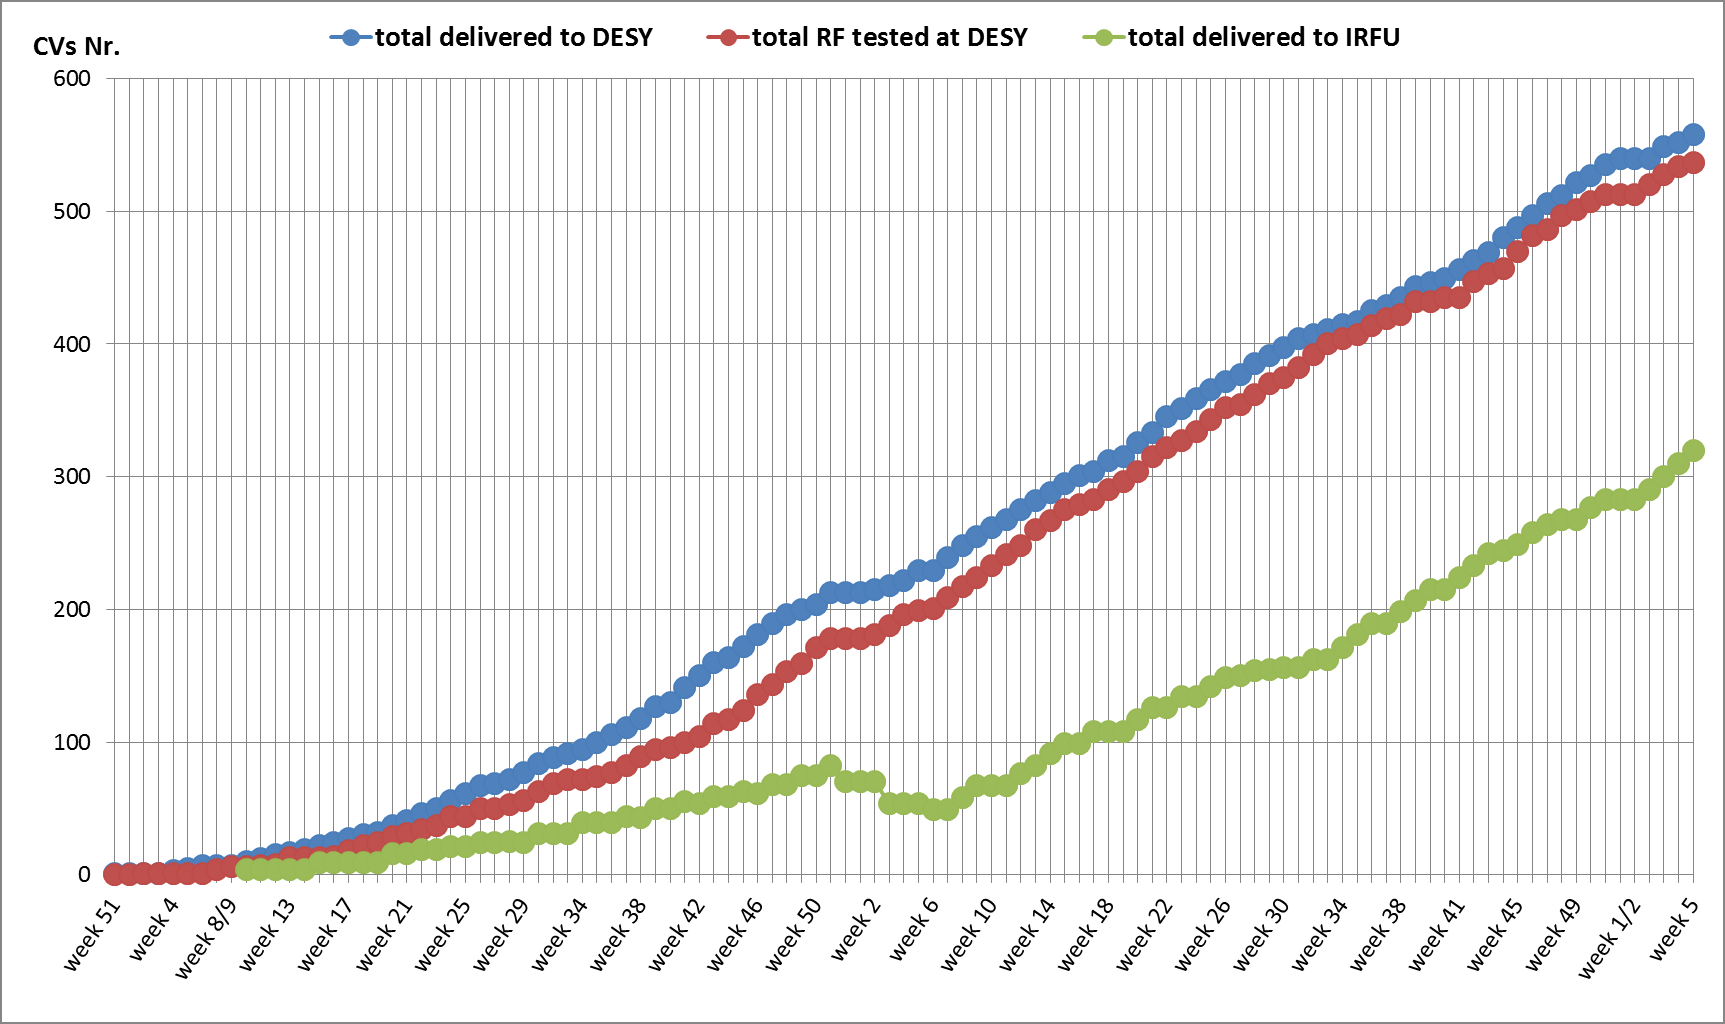 CVs Nr.
total delivered to DESY
total RF tested at DESY
total delivered to IRFU
600
500
400
300
200
100
0
week 51
week 4
week 8/9
week 13
week 17
week 21
week 25
week 29
week 34
week 38
week 42
week 46
week 50
week 2
week 6
week 10
week 14
week 18
week 22
week 26
week 30
week 34
week 38
week 41
week 45
week 49
week 1/2
week 5